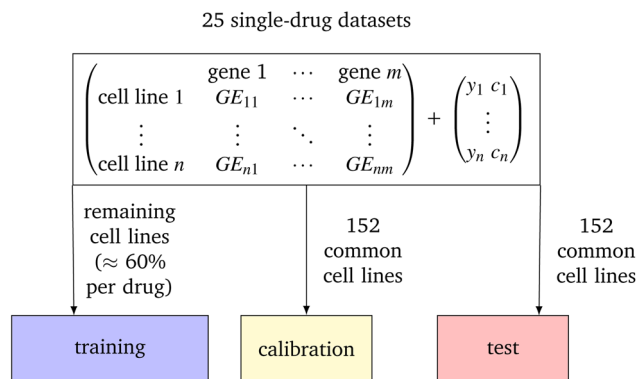 25 single-drug datasets
gene 1 ⋯ gene m
cell line 1 GE₁₁ ⋯ GE₁ₘ
⋮ ⋮ ⋱ ⋮
cell line n GEₙ₁ ⋯ GEₙₘ
+
y₁ c₁
⋮
yₙ cₙ
remaining
cell lines
(≈ 60%
per drug)
152
common
cell lines
152
common
cell lines
training
calibration
test